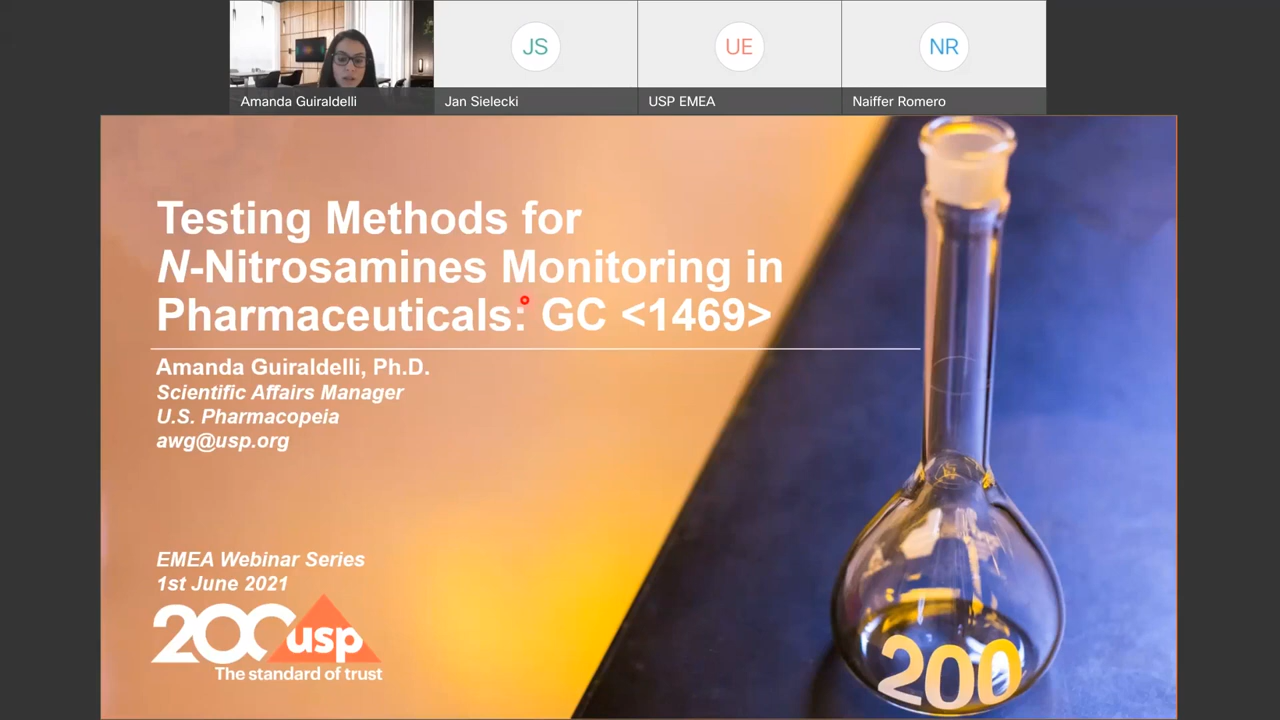 JS
UE
NR
Amanda Guiraldelli
Jan Sielecki
USP EMEA
Naiffer Romero
Testing Methods for
N-Nitrosamines Monitoring in
Pharmaceuticals: GC <1469>
Amanda Guiraldelli, Ph.D.
Scientific Affairs Manager
U.S. Pharmacopeia
awg@usp.org
EMEA Webinar Series
1st June 2021
200 usp
The standard of trust
200